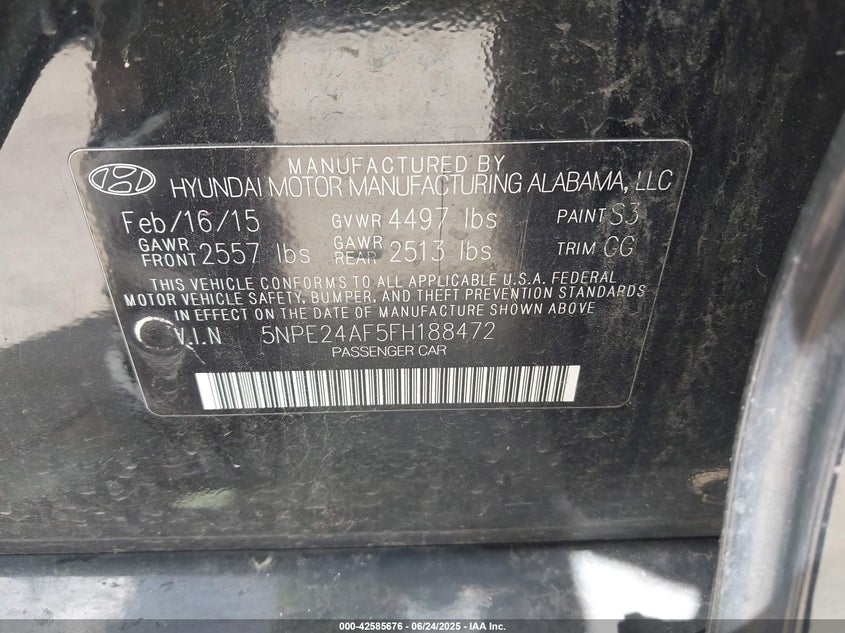 MANUFACTURED BY
HYUNDAI MOTOR MANUFACTURING ALABAMA, LLC
Feb/16/15 GVWR 4497 lbs PAINT S3
GAWR FRONT 2557 lbs GAWR REAR 2513 lbs TRIM CG
THIS VEHICLE CONFORMS TO ALL APPLICABLE U.S.A. FEDERAL
MOTOR VEHICLE SAFETY, BUMPER, AND THEFT PREVENTION STANDARDS
IN EFFECT ON THE DATE OF MANUFACTURE SHOWN ABOVE
V.I.N 5NPE24AF5FH188472
PASSENGER CAR
000-42585676 - 06/24/2025 - IAA Inc.